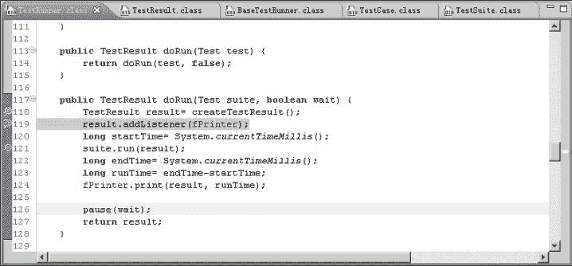 TestRunner.class TestResult.class BaseTestRunner.class TestCase.class TestSuite.class
111 }
112
113 public TestResult doRun(Test test) {
114 return doRun(test, false);
115 }
116
117 public TestResult doRun(Test suite, boolean wait) {
118 TestResult result= createTestResult();
119 result.addListener(fPrinter);
120 long startTime= System.currentTimeMillis();
121 suite.run(result);
122 long endTime= System.currentTimeMillis();
123 long runTime= endTime-startTime;
124 fPrinter.print(result, runTime);
125
126 pause(wait);
127 return result;
128 }
129